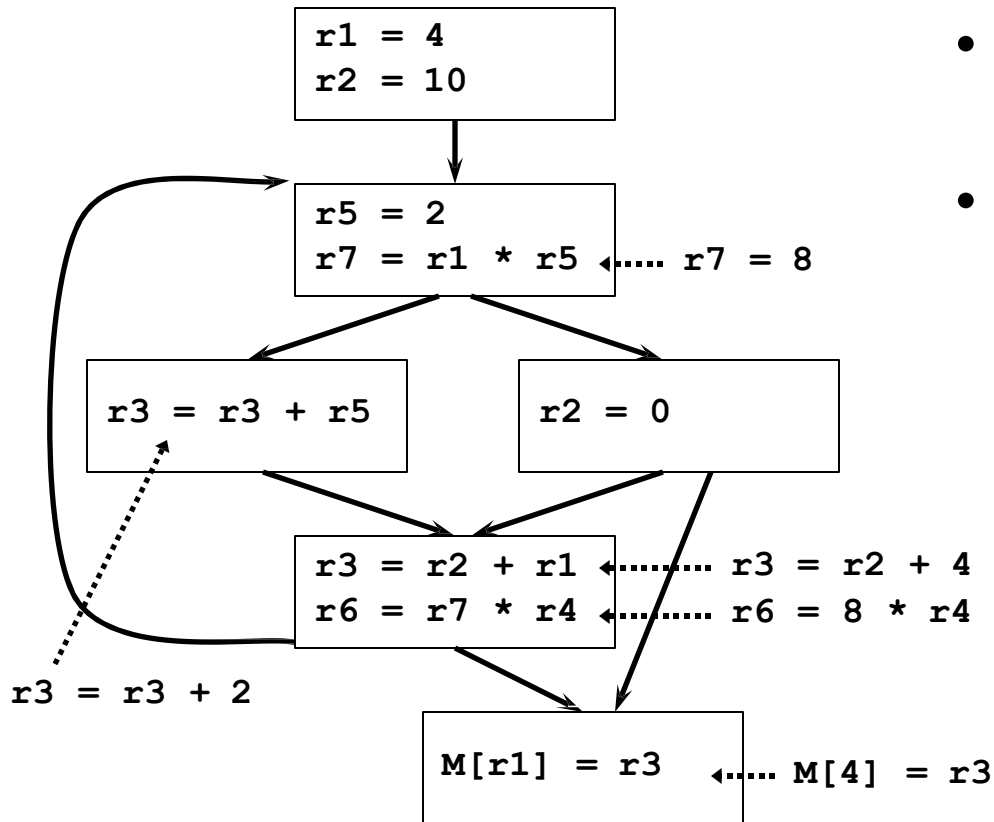 r1 = 4
r2 = 10
r5 = 2
r7 = r1 * r5
r7 = 8
r3 = r3 + r5
r2 = 0
r3 = r2 + r1
r3 = r2 + 4
r6 = r7 * r4
r6 = 8 * r4
r3 = r3 + 2
M[r1] = r3
M[4] = r3